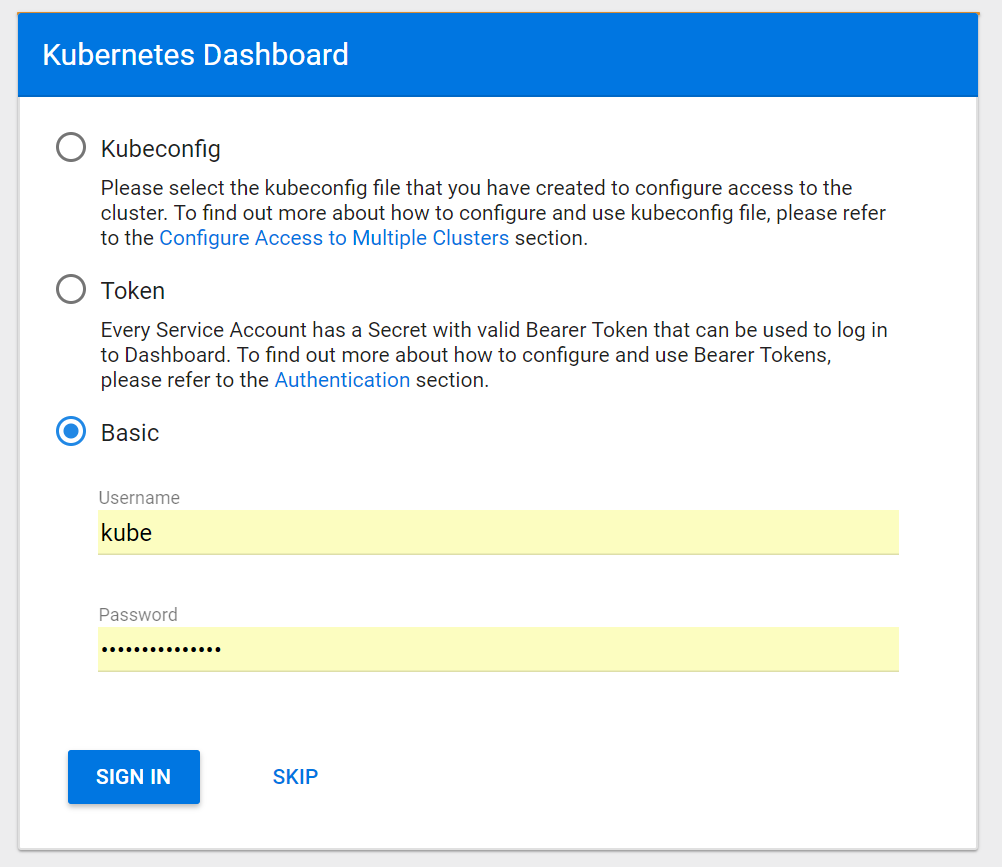 Kubernetes Dashboard
Kubeconfig
Please select the kubeconfig file that you have created to configure access to the
cluster. To find out more about how to configure and use kubeconfig file, please refer
to the Configure Access to Multiple Clusters section.
Token
Every Service Account has a Secret with valid Bearer Token that can be used to log in
to Dashboard. To find out more about how to configure and use Bearer Tokens,
please refer to the Authentication section.
Basic
Username
kube
Password
•••••••••••••••
SIGN IN SKIP